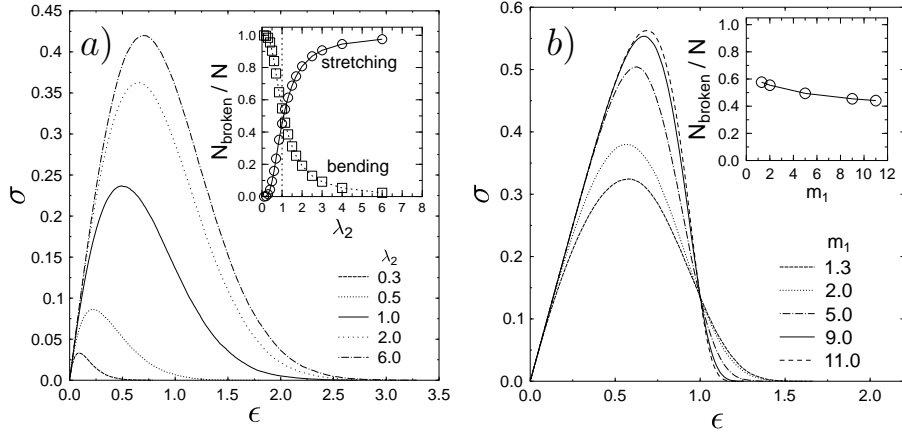 a)
σ
0.45
0.40
0.35
0.30
0.25
0.20
0.15
0.10
0.05
0.0
0.0 0.5 1.0 1.5 2.0 2.5 3.0 3.5
ϵ
N_broken / N
1.0
0.8
0.6
0.4
0.2
0.0
0 1 2 3 4 5 6 7 8
λ_2
stretching
bending
λ_2
0.3
0.5
1.0
2.0
6.0
b)
σ
0.6
0.5
0.4
0.3
0.2
0.1
0.0
0.0 0.5 1.0 1.5 2.0
ϵ
N_broken / N
1.0
0.8
0.6
0.4
0.2
0.0
0 2 4 6 8 10 12
m_1
m_1
1.3
2.0
5.0
9.0
11.0